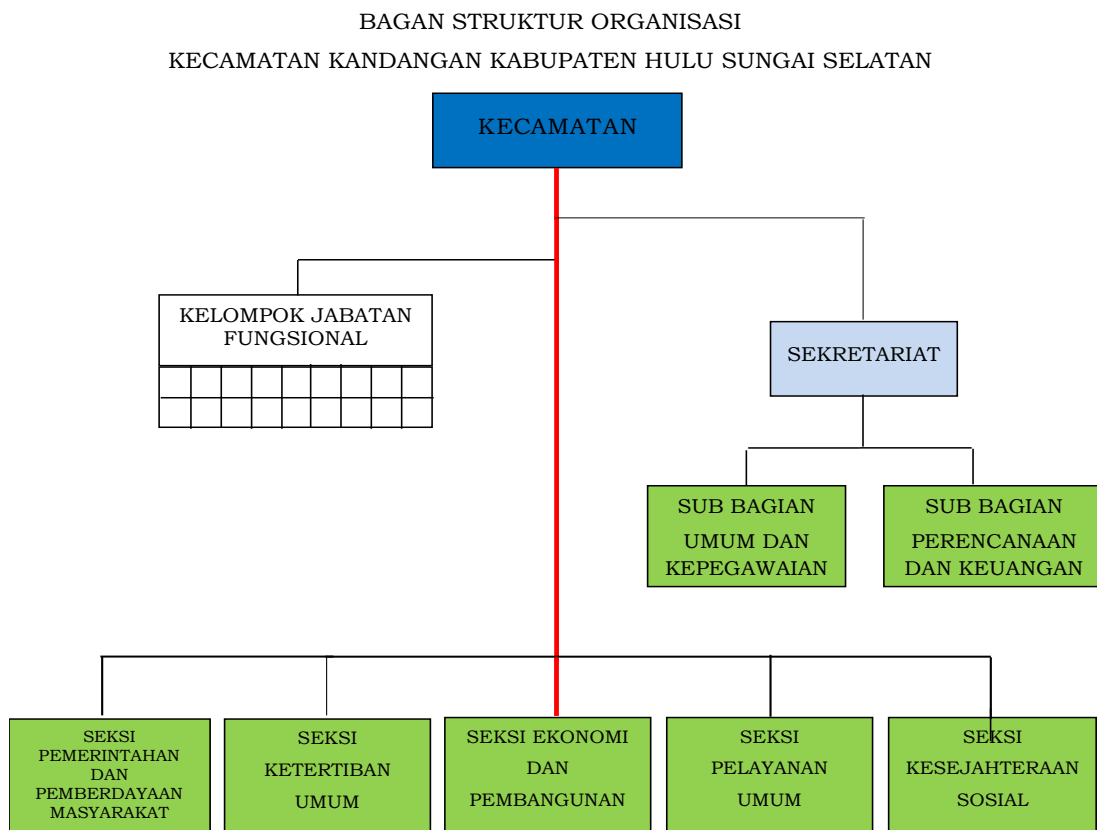 BAGAN STRUKTUR ORGANISASI
KECAMATAN KANDANGAN KABUPATEN HULU SUNGAI SELATAN
KECAMATAN
KELOMPOK JABATAN
FUNGSIONAL
SEKRETARIAT
SUB BAGIAN
UMUM DAN
KEPEGAWAIAN
SUB BAGIAN
PERENCANAAN
DAN KEUANGAN
SEKSI
PEMERINTAHAN
DAN
PEMBERDAYAAN
MASYARAKAT
SEKSI
KETERTIBAN
UMUM
SEKSI EKONOMI
DAN
PEMBANGUNAN
SEKSI
PELAYANAN
UMUM
SEKSI
KESEJAHTERAAN
SOSIAL